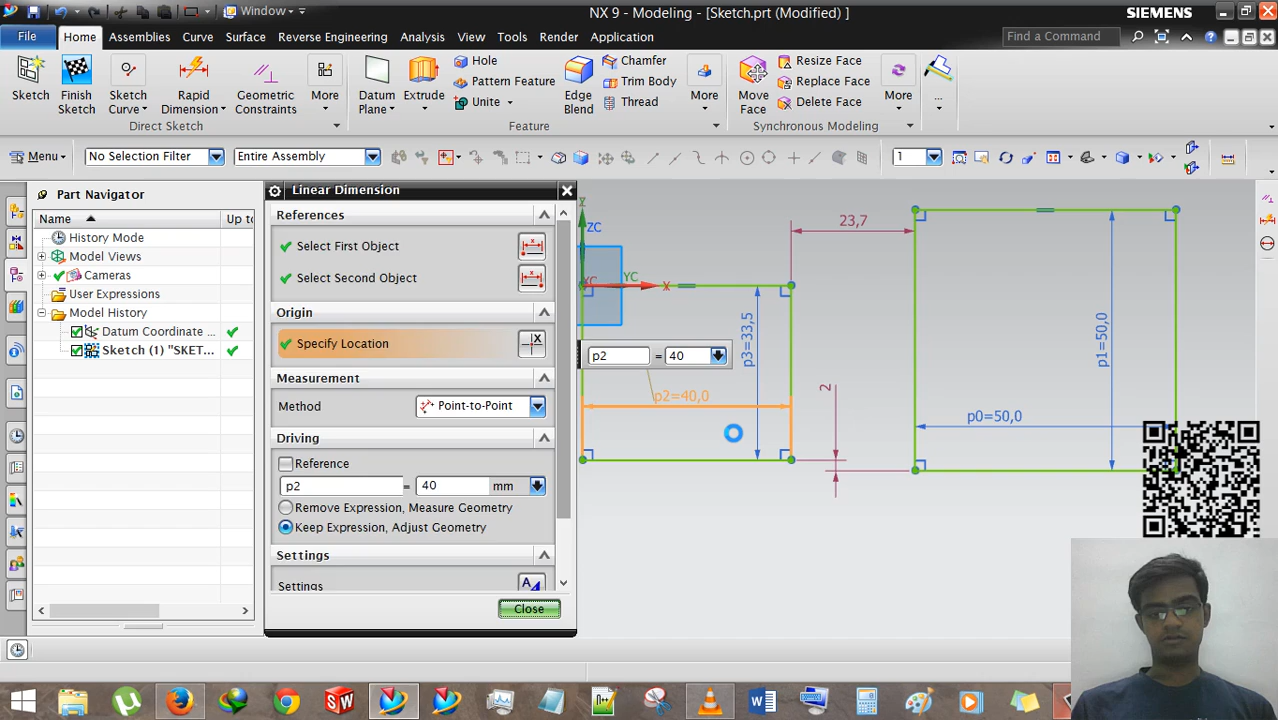 Window
NX 9 - Modeling - [Sketch.prt (Modified) ]
SIEMENS
File
Home
Assemblies
Curve
Surface
Reverse Engineering
Analysis
View
Tools
Render
Application
Find a Command
Sketch
Finish Sketch
Sketch Curve
Rapid Dimension
Geometric Constraints
More
Direct Sketch
Datum Plane
Extrude
Hole
Pattern Feature
Unite
Edge Blend
Chamfer
Trim Body
Thread
More
Feature
Move Face
Resize Face
Replace Face
Delete Face
More
Synchronous Modeling
...
Menu
No Selection Filter
Entire Assembly
1
Part Navigator
Name
Up to
History Mode
Model Views
Cameras
User Expressions
Model History
Datum Coordinate ...
Sketch (1) "SKET...
Linear Dimension
References
Select First Object
Select Second Object
Origin
Specify Location
Measurement
Method
Point-to-Point
Driving
Reference
p2
=
40
mm
Remove Expression, Measure Geometry
Keep Expression, Adjust Geometry
Settings
Settings
A
Close
ZC
YC
X
p2
=
40
p2=40,0
p3=33,5
23,7
2
p1=50,0
p0=50,0
SW
W